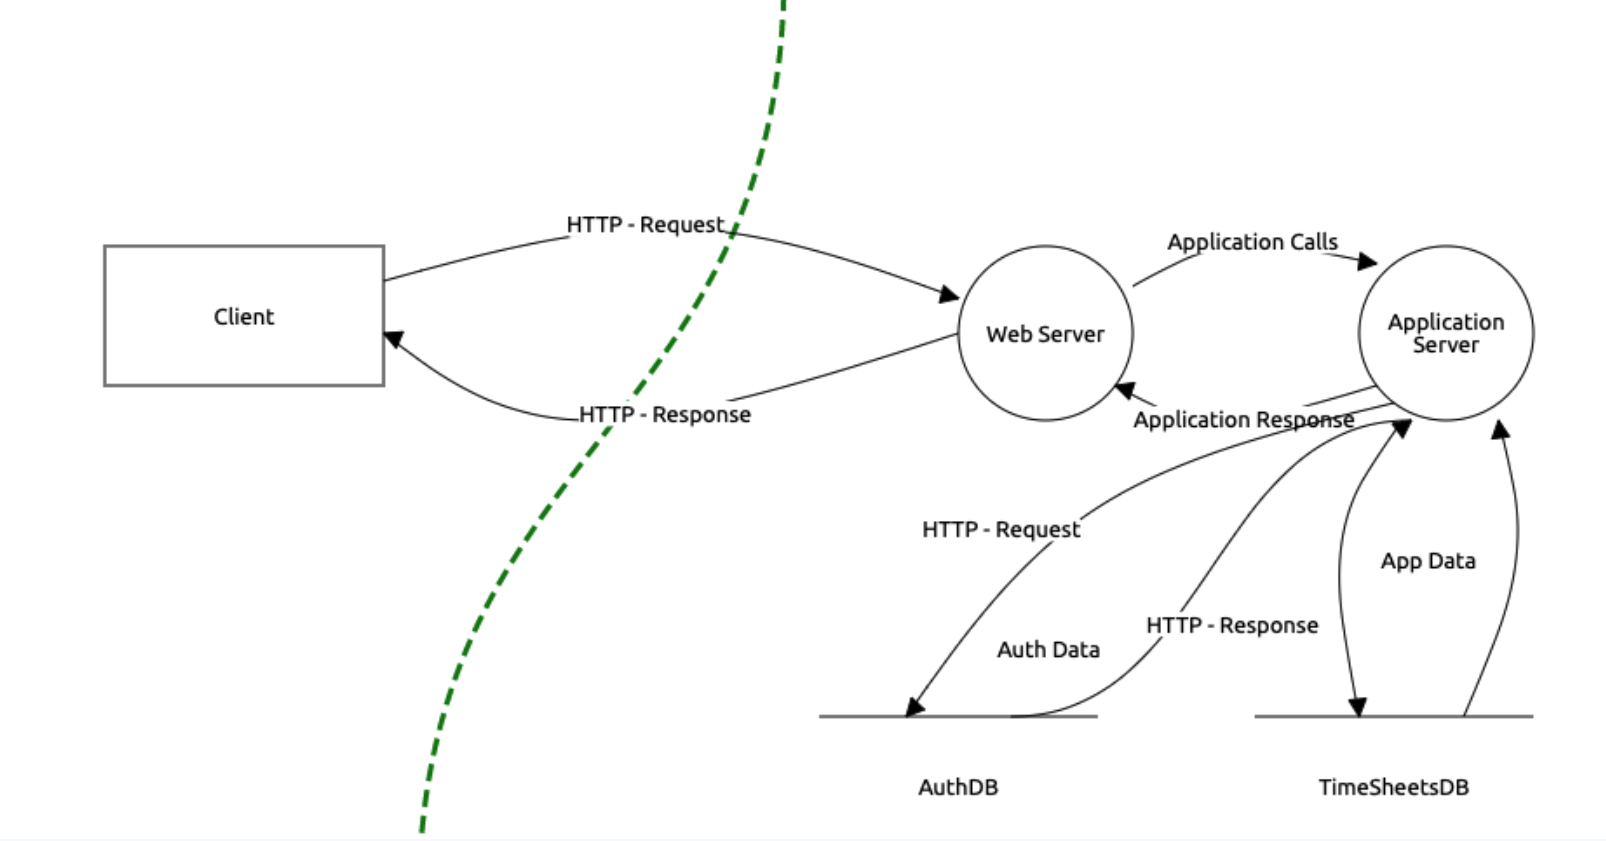 HTTP - Request
Application Calls
Client
Web Server
Application
Server
HTTP - Response
Application Response
HTTP - Request
App Data
HTTP - Response
Auth Data
AuthDB
TimeSheetsDB